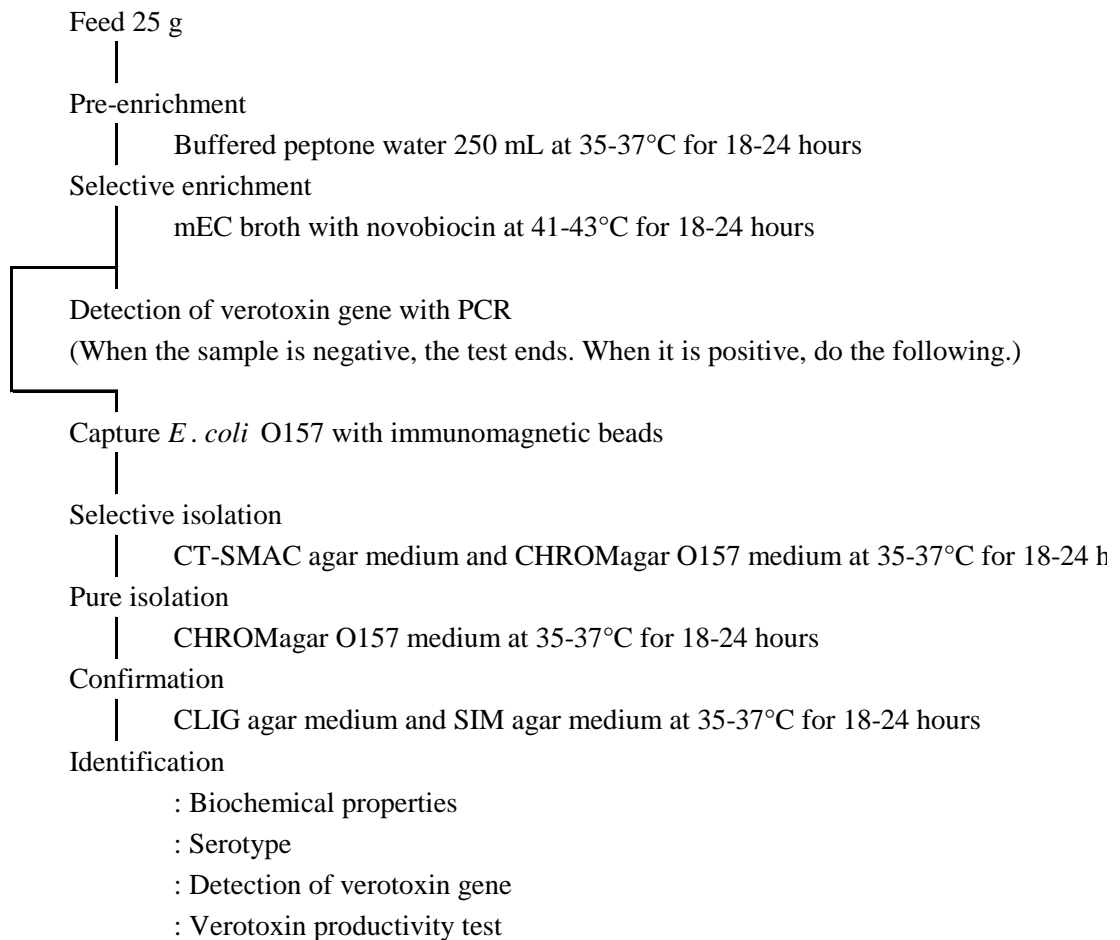 Feed 25 g
Pre-enrichment
Buffered peptone water 250 mL at 35-37°C for 18-24 hours
Selective enrichment
mEC broth with novobiocin at 41-43°C for 18-24 hours
Detection of verotoxin gene with PCR
(When the sample is negative, the test ends. When it is positive, do the following.)
Capture E. coli O157 with immunomagnetic beads
Selective isolation
CT-SMAC agar medium and CHROMagar O157 medium at 35-37°C for 18-24 h
Pure isolation
CHROMagar O157 medium at 35-37°C for 18-24 hours
Confirmation
CLIG agar medium and SIM agar medium at 35-37°C for 18-24 hours
Identification
: Biochemical properties
: Serotype
: Detection of verotoxin gene
: Verotoxin productivity test